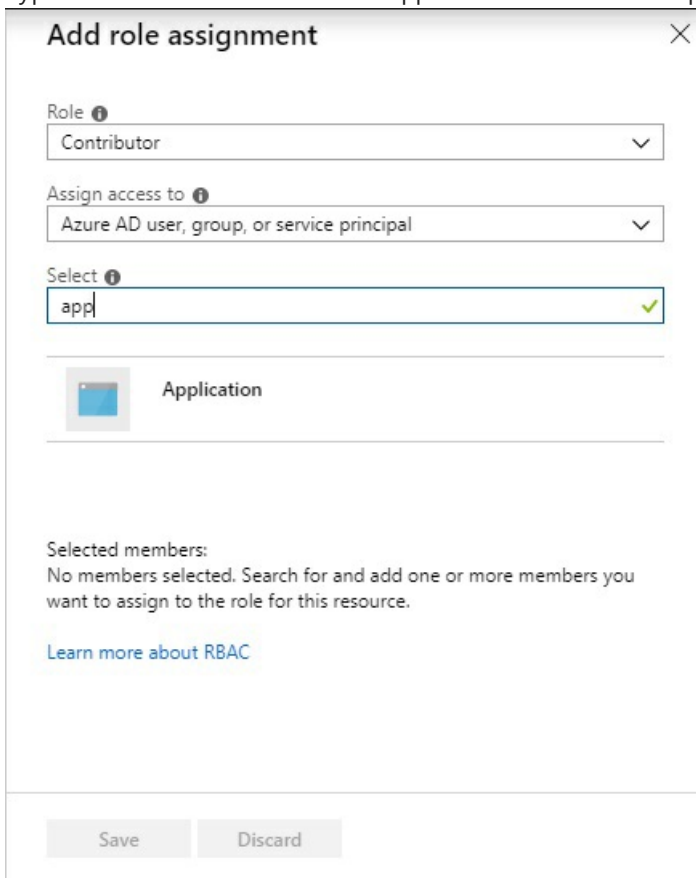 Add role assignment
Role
Contributor
Assign access to
Azure AD user, group, or service principal
Select
app
Application
Selected members:
No members selected. Search for and add one or more members you
want to assign to the role for this resource.
Learn more about RBAC
Save
Discard